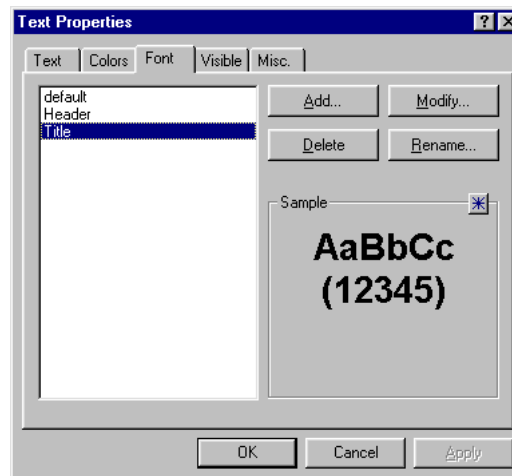 Text Properties
Text Colors Font Visible Misc.
default
Header
Title
Add... Modify...
Delete Rename...
Sample
AaBbCc
(12345)
OK Cancel Apply